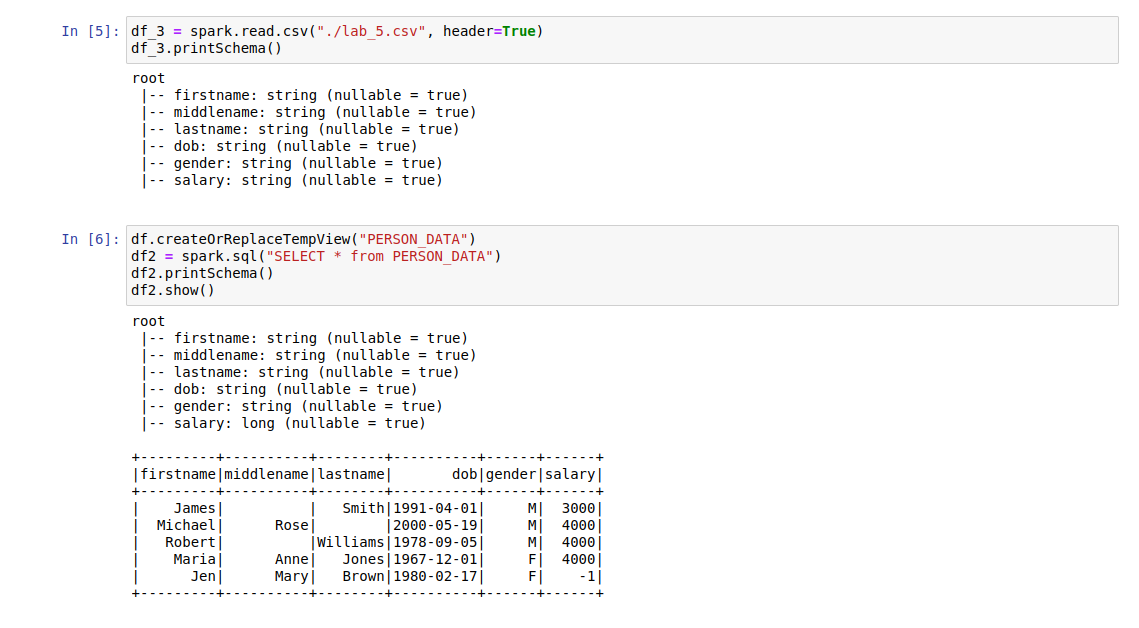 In [5]: df_3 = spark.read.csv("./lab_5.csv", header=True)
df_3.printSchema()
root
 |-- firstname: string (nullable = true)
 |-- middlename: string (nullable = true)
 |-- lastname: string (nullable = true)
 |-- dob: string (nullable = true)
 |-- gender: string (nullable = true)
 |-- salary: string (nullable = true)
In [6]: df.createOrReplaceTempView("PERSON_DATA")
df2 = spark.sql("SELECT * from PERSON_DATA")
df2.printSchema()
df2.show()
root
 |-- firstname: string (nullable = true)
 |-- middlename: string (nullable = true)
 |-- lastname: string (nullable = true)
 |-- dob: string (nullable = true)
 |-- gender: string (nullable = true)
 |-- salary: long (nullable = true)
+---------+----------+--------+----------+------+------+
|firstname|middlename|lastname|       dob|gender|salary|
+---------+----------+--------+----------+------+------+
|    James|          |   Smith|1991-04-01|     M|  3000|
|  Michael|      Rose|        |2000-05-19|     M|  4000|
|   Robert|          |Williams|1978-09-05|     M|  4000|
|    Maria|      Anne|   Jones|1967-12-01|     F|  4000|
|      Jen|      Mary|   Brown|1980-02-17|     F|    -1|
+---------+----------+--------+----------+------+------+